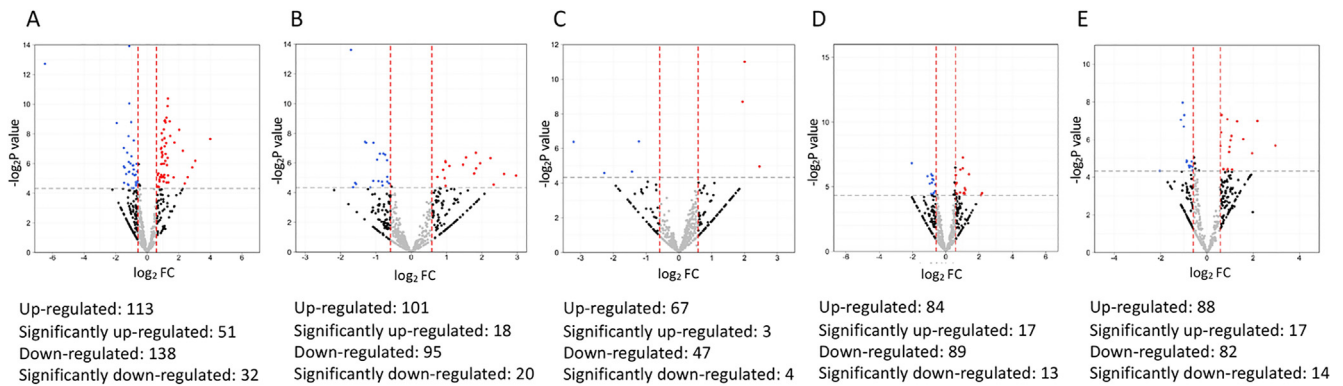 A
B
C
D
E
14
12
10
8
6
4
2
0
-log₂P value
-6 -4 -2 0 2 4 6
log₂ FC
14
12
10
8
6
4
2
0
-log₂P value
-3 -2 -1 0 1 2 3
log₂ FC
14
12
10
8
6
4
2
0
-log₂P value
-3 -2 -1 0 1 2 3
log₂ FC
15
10
5
0
-log₂P value
-6 -4 -2 0 2 4 6
log₂ FC
10
8
6
4
2
0
-log₂P value
-4 -2 0 2 4
log₂ FC
Up-regulated: 113
Significantly up-regulated: 51
Down-regulated: 138
Significantly down-regulated: 32
Up-regulated: 101
Significantly up-regulated: 18
Down-regulated: 95
Significantly down-regulated: 20
Up-regulated: 67
Significantly up-regulated: 3
Down-regulated: 47
Significantly down-regulated: 4
Up-regulated: 84
Significantly up-regulated: 17
Down-regulated: 89
Significantly down-regulated: 13
Up-regulated: 88
Significantly up-regulated: 17
Down-regulated: 82
Significantly down-regulated: 14